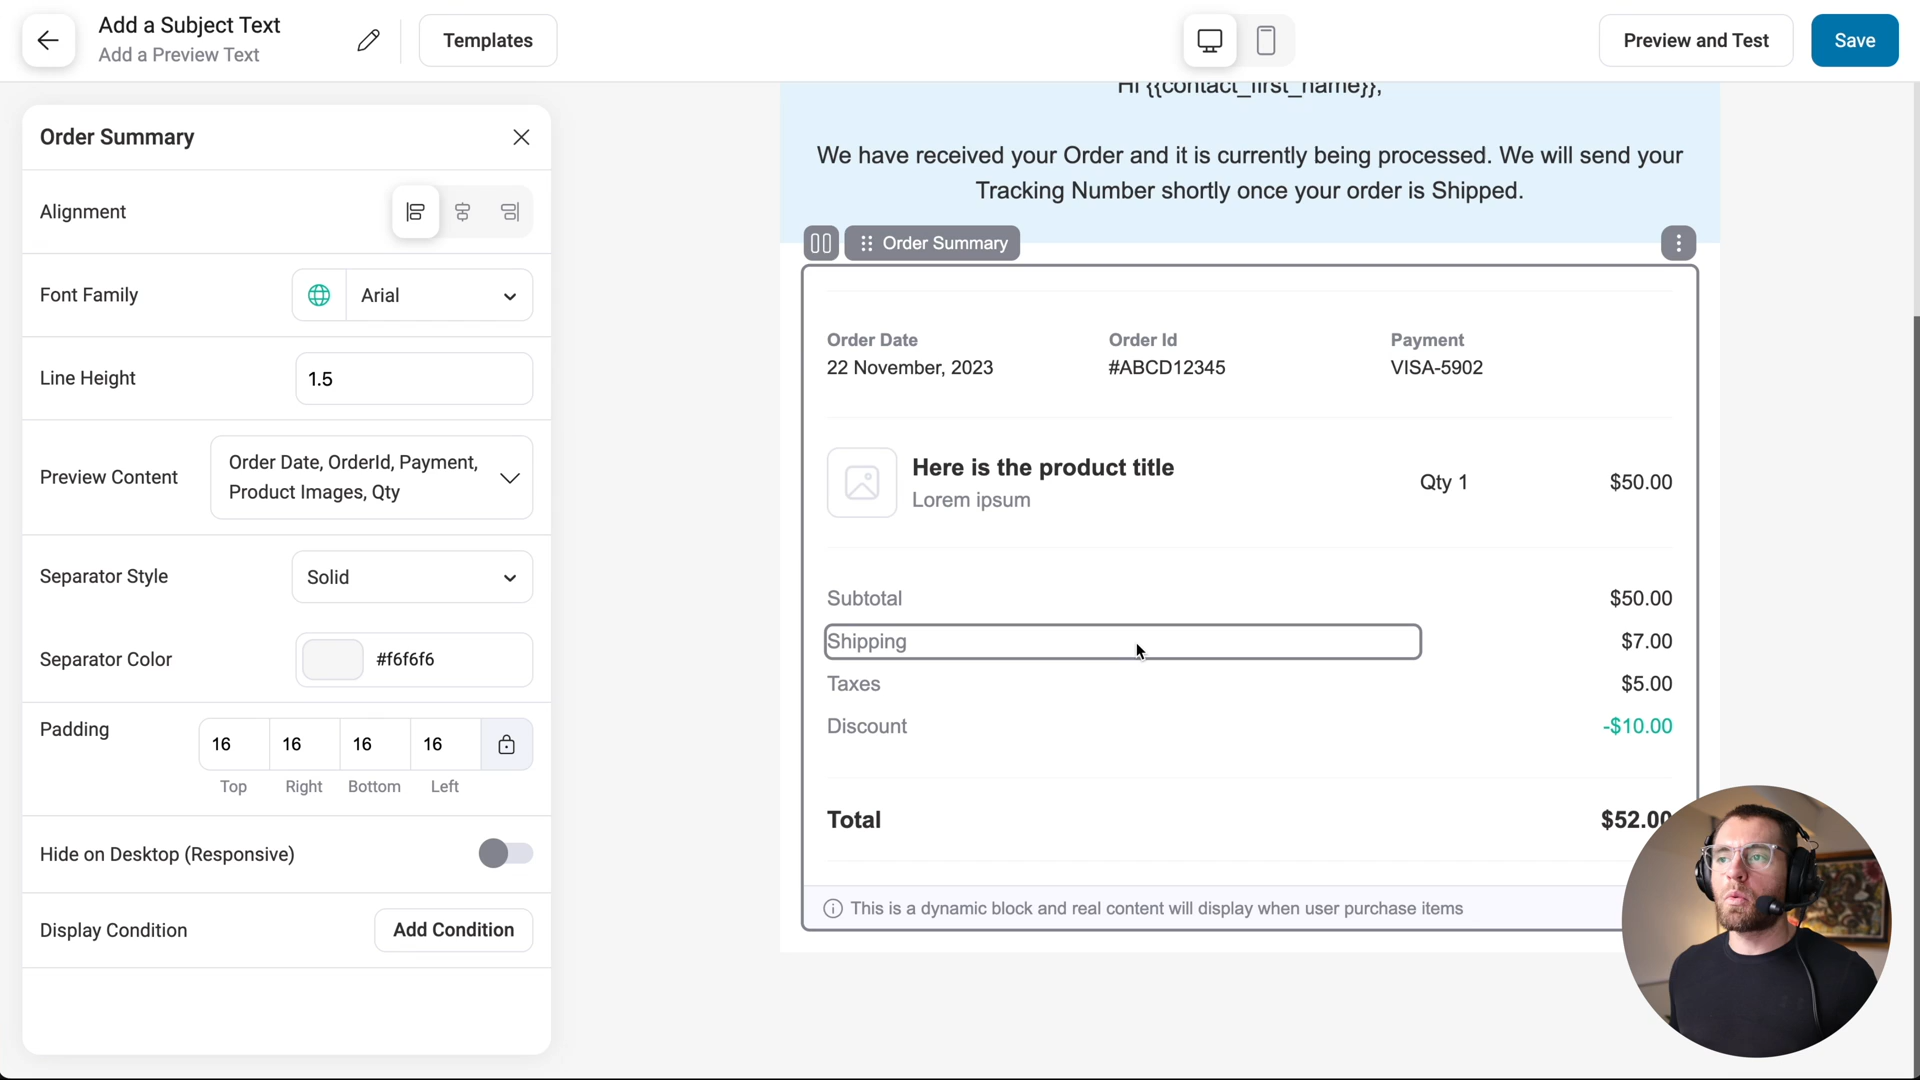 Add a Subject Text
Add a Preview Text
Templates
Preview and Test
Save
Order Summary
Alignment
Font Family
Arial
Line Height
1.5
Preview Content
Order Date, OrderId, Payment,
Product Images, Qty
Separator Style
Solid
Separator Color
#f6f6f6
Padding
16 16 16 16
Top Right Bottom Left
Hide on Desktop (Responsive)
Display Condition
Add Condition
Hi {{contact_first_name}},
We have received your Order and it is currently being processed. We will send your
Tracking Number shortly once your order is Shipped.
Order Summary
Order Date Order Id Payment
22 November, 2023 #ABCD12345 VISA-5902
Here is the product title
Lorem ipsum
Qty 1 $50.00
Subtotal $50.00
Shipping $7.00
Taxes $5.00
Discount -$10.00
Total $52.00
This is a dynamic block and real content will display when user purchase items